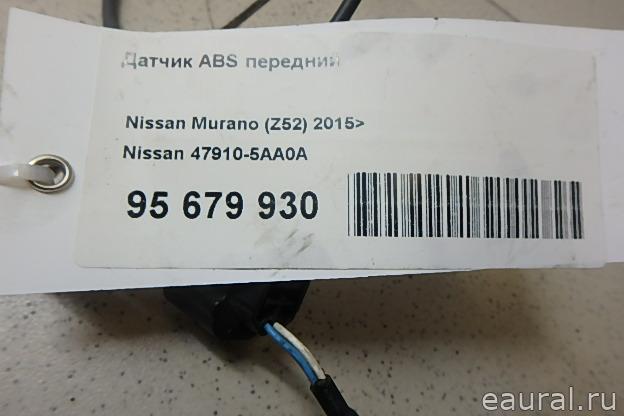 Датчик ABS передний
Nissan Murano (Z52) 2015>
Nissan 47910-5AA0A
95 679 930
eaural.ru